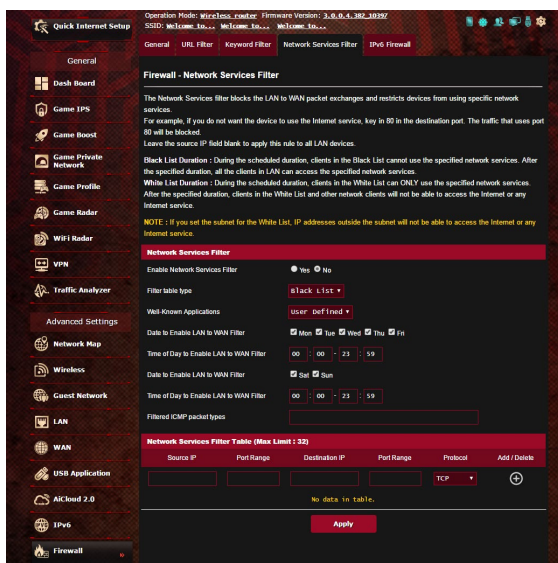 Operation Mode: Wireless router Firmware Version: 3.0.0.4.382_10397
SSID: Welcome to... Welcome to... Welcome to...
Quick Internet Setup
General
Dash Board
Game IPS
Game Boost
Game Private
Network
Game Profile
Game Radar
WiFi Radar
VPN
Traffic Analyzer
Advanced Settings
Network Map
Wireless
Guest Network
LAN
WAN
USB Application
AiCloud 2.0
IPv6
Firewall »
General URL Filter Keyword Filter Network Services Filter IPv6 Firewall
Firewall - Network Services Filter
The Network Services filter blocks the LAN to WAN packet exchanges and restricts devices from using specific network
services.
For example, if you do not want the device to use the Internet service, key in 80 in the destination port. The traffic that uses port
80 will be blocked.
Leave the source IP field blank to apply this rule to all LAN devices.
Black List Duration : During the scheduled duration, clients in the Black List cannot use the specified network services. After
the specified duration, all the clients in LAN can access the specified network services.
White List Duration : During the scheduled duration, clients in the White List can ONLY use the specified network services.
After the specified duration, clients in the White List and other network clients will not be able to access the Internet or any
Internet service.
NOTE : If you set the subnet for the White List, IP addresses outside the subnet will not be able to access the Internet or any
Internet service.
Network Services Filter
Enable Network Services Filter Yes No
Filter table type Black List
Well-Known Applications User Defined
Date to Enable LAN to WAN Filter Mon Tue Wed Thu Fri
Time of Day to Enable LAN to WAN Filter 00 : 00 - 23 : 59
Date to Enable LAN to WAN Filter Sat Sun
Time of Day to Enable LAN to WAN Filter 00 : 00 - 23 : 59
Filtered ICMP packet types
Network Services Filter Table (Max Limit : 32)
Source IP Port Range Destination IP Port Range Protocol Add / Delete
TCP
No data in table.
Apply